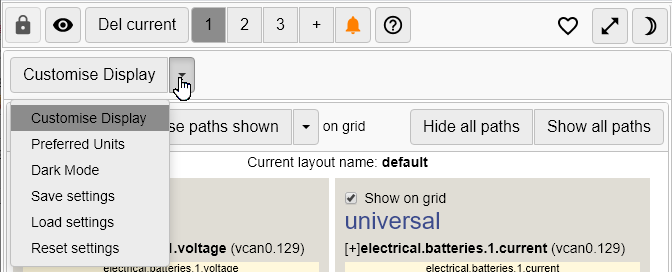 Del current 1 2 3 +
Customise Display
Customise Display
Preferred Units
Dark Mode
Save settings
Load settings
Reset settings
se paths shown on grid Hide all paths Show all paths
Current layout name: default
Show on grid
universal
1.voltage (vcan0.129) [+]electrical.batteries.1.current (vcan0.129)
electrical.batteries.1.voltage electrical.batteries.1.current